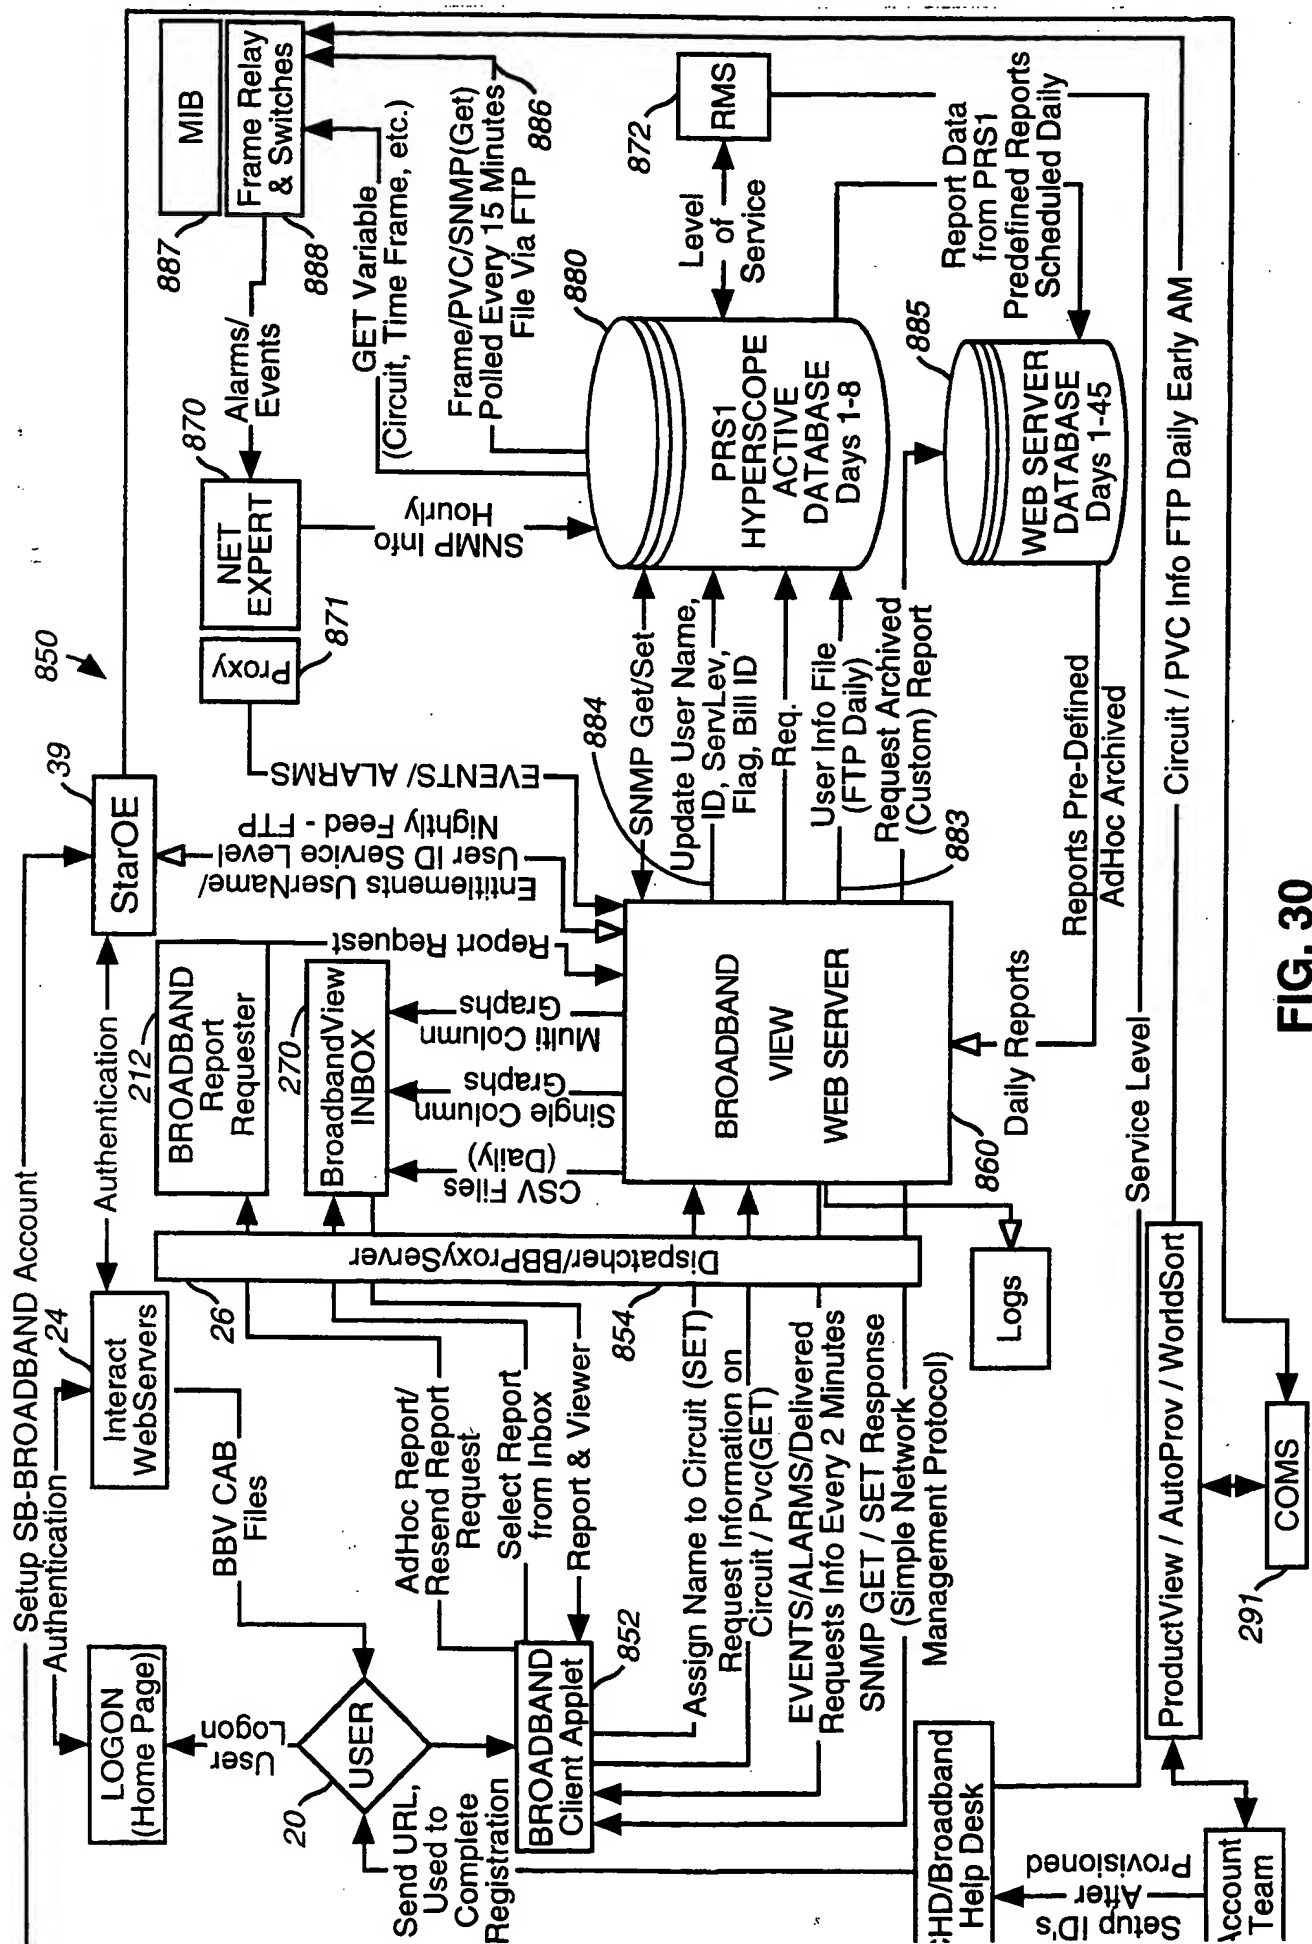 Setup SB-BROADBAND Account
Authentication
LOGON
(Home Page)
24
Interact
WebServers
Authentication
39
StarOE
850
User
Logon
20
USER
BBV CAB
Files
26
212
BROADBAND
Report
Requester
Entitlements UserName/
User ID Service Level
Nightly Feed - FTP
EVENTS/ ALARMS
Proxy
871
NET
EXPERT
870
Alarms/
Events
887
MIB
888
Frame Relay
& Switches
886
GET Variable
(Circuit, Time Frame, etc.)
Frame/PVC/SNMP(Get)
Polled Every 15 Minutes
File Via FTP
SNMP Info
Hourly
Report Request
270
BroadbandView
INBOX
CSV Files
(Daily)
Single Column
Graphs
Multi Column
Graphs
Send URL,
Used to
Complete
Registration
BROADBAND
Client Applet
852
AdHoc Report/
Resend Report
Request
Select Report
from Inbox
Report & Viewer
854
Dispatcher/BBProxyServer
Assign Name to Circuit (SET)
Request Information on
Circuit / Pvc(GET)
EVENTS/ALARMS/Delivered
Requests Info Every 2 Minutes
SNMP GET / SET Response
(Simple Network
Management Protocol)
BROADBAND
VIEW
WEB SERVER
860
884
SNMP Get/Set
Update User Name,
ID, ServLev,
Flag, Bill ID
Req.
User Info File
(FTP Daily)
Request Archived
(Custom) Report
883
880
PRS1
HYPERSCOPE
ACTIVE
DATABASE
Days 1-8
Level
of
Service
872
RMS
885
WEB SERVER
DATABASE
Days 1-45
Report Data
from PRS1
Predefined Reports
Scheduled Daily
Logs
Daily Reports
Reports Pre-Defined
AdHoc Archived
CHD/Broadband
Help Desk
Service Level
Setup ID's
After
Provisioned
Account
Team
ProductView / AutoProv / WorldSort
Circuit / PVC Info FTP Daily Early AM
291
COMS
FIG. 30